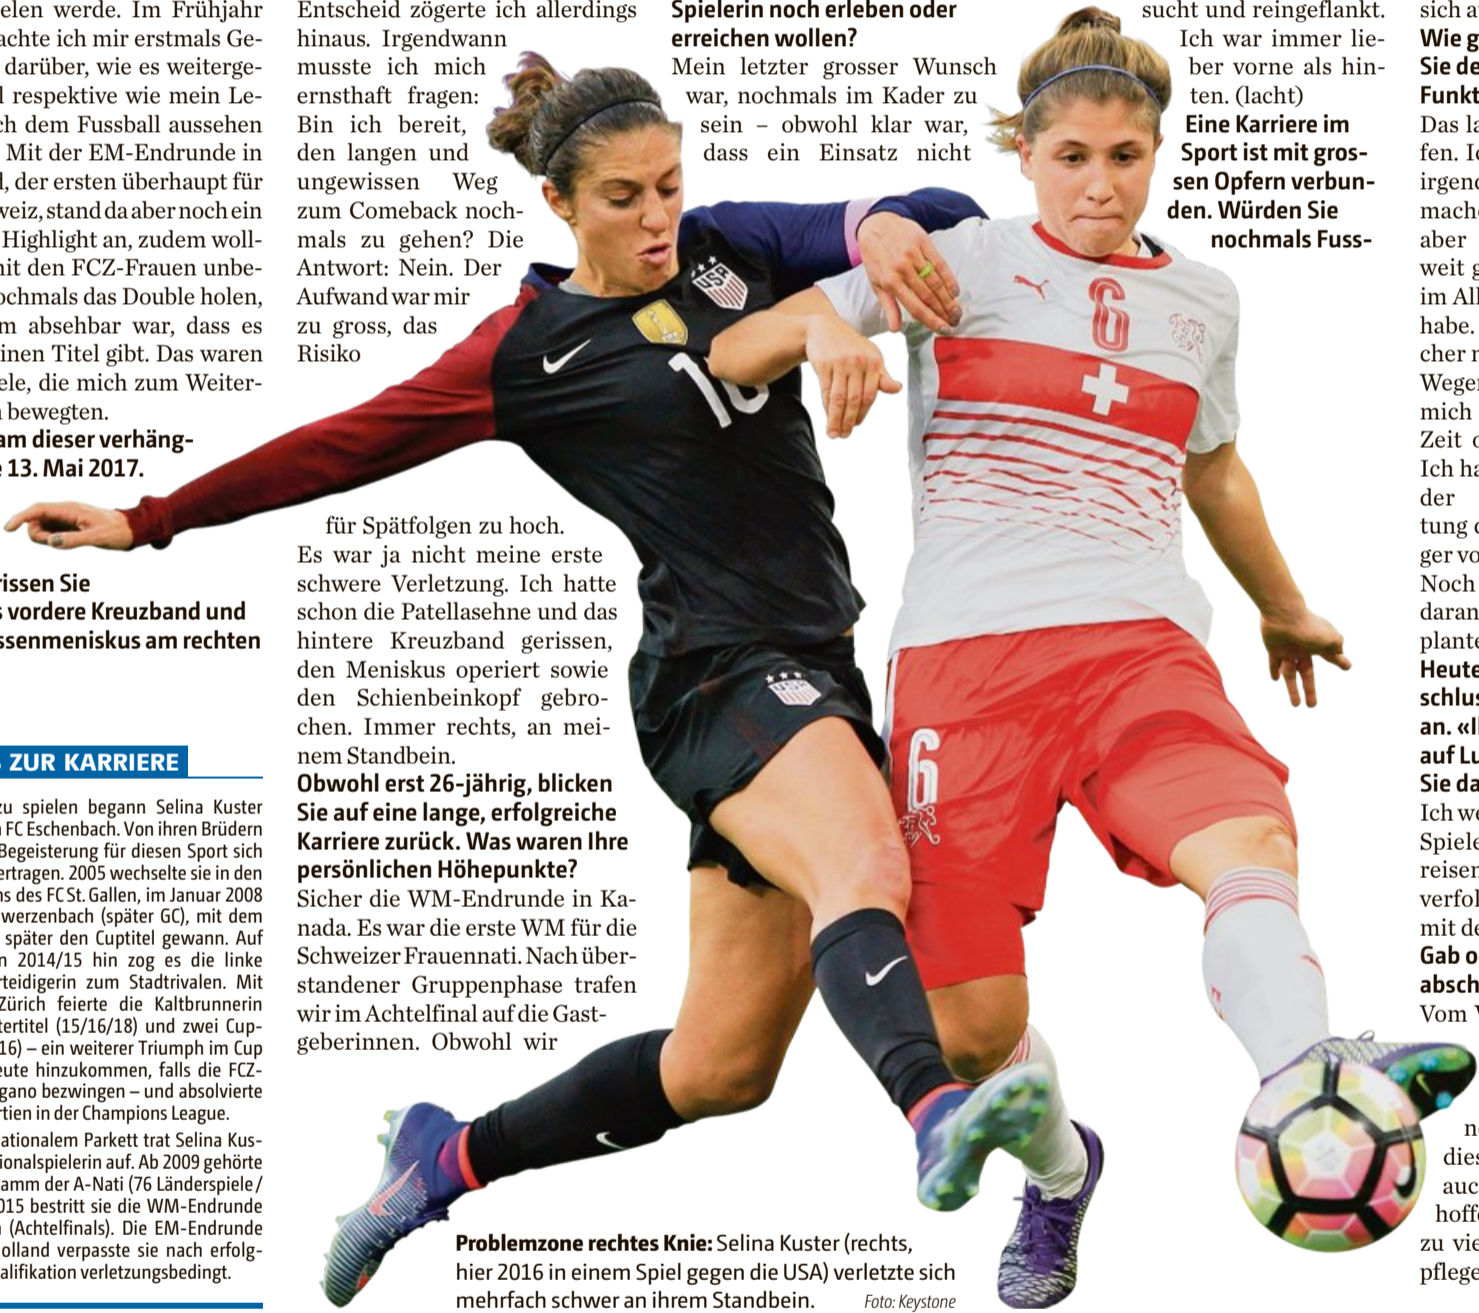 elen werde. Im Frühjahr
achte ich mir erstmals Ge-
darüber, wie es weiterge-
l respektive wie mein Le-
ch dem Fussball aussehen
Mit der EM-Endrunde in
l, der ersten überhaupt für
weiz, stand da aber noch ein
Highlight an, zudem woll-
mit den FCZ-Frauen unbe-
ochmals das Double holen,
m absehbar war, dass es
inen Titel gibt. Das waren
ele, die mich zum Weiter-
n bewegten.
am dieser verhäng-
e 13. Mai 2017.
rissen Sie
s vordere Kreuzband und
ssenmeniskus am rechten
ZUR KARRIERE
zu spielen begann Selina Kuster
FC Eschenbach. Von ihren Brüdern
Begeisterung für diesen Sport sich
ertragen. 2005 wechselte sie in den
ns des FC St. Gallen, im Januar 2008
werzenbach (später GC), mit dem
später den Cuptitel gewann. Auf
n 2014/15 hin zog es die linke
rteidigerin zum Stadtrivalen. Mit
Zürich feierte die Kaltbrunnerin
tertitel (15/16/18) und zwei Cup-
16) – ein weiterer Triumph im Cup
eute hinzukommen, falls die FCZ-
gano bezwingen – und absolvierte
rtien in der Champions League.
ationalem Parkett trat Selina Kus-
ionalspielerin auf. Ab 2009 gehörte
amm der A-Nati (76 Länderspiele/
015 bestritt sie die WM-Endrunde
(Achtelfinals). Die EM-Endrunde
olland verpasste sie nach erfolg-
alifikation verletzungsbedingt.
Entscheid zögerte ich allerdings
hinaus. Irgendwann
musste ich mich
ernsthaft fragen:
Bin ich bereit,
den langen und
ungewissen Weg
zum Comeback noch-
mals zu gehen? Die
Antwort: Nein. Der
Aufwand war mir
zu gross, das
Risiko
für Spätfolgen zu hoch.
Es war ja nicht meine erste
schwere Verletzung. Ich hatte
schon die Patellasehne und das
hintere Kreuzband gerissen,
den Meniskus operiert sowie
den Schienbeinkopf gebro-
chen. Immer rechts, an mei-
nem Standbein.
Obwohl erst 26-jährig, blicken
Sie auf eine lange, erfolgreiche
Karriere zurück. Was waren Ihre
persönlichen Höhepunkte?
Sicher die WM-Endrunde in Ka-
nada. Es war die erste WM für die
Schweizer Frauennati. Nach über-
standener Gruppenphase trafen
wir im Achtelfinal auf die Gast-
geberinnen. Obwohl wir
Spielerin noch erleben oder
erreichen wollen?
Mein letzter grosser Wunsch
war, nochmals im Kader zu
sein – obwohl klar war,
dass ein Einsatz nicht
sucht und reingeflankt.
Ich war immer lie-
ber vorne als hin-
ten. (lacht)
Eine Karriere im
Sport ist mit gros-
sen Opfern verbun-
den. Würden Sie
nochmals Fuss-
USA
16
6
USA
6
Problemzone rechtes Knie: Selina Kuster (rechts,
hier 2016 in einem Spiel gegen die USA) verletzte sich
mehrfach schwer an ihrem Standbein. Foto: Keystone
sich a
Wie g
Sie de
Funkt
Das la
fen. Ic
irgend
mach
aber
weit g
im All
habe.
cher n
Wege
mich
Zeit o
Ich ha
der
tung d
ger vo
Noch
daran
plante
Heute
schlus
an. «I
auf Lu
Sie da
Ich we
Spiele
reisen
verfol
mit de
Gab o
absch
Vom
n
dies
auc
hoff
zu vie
pflege